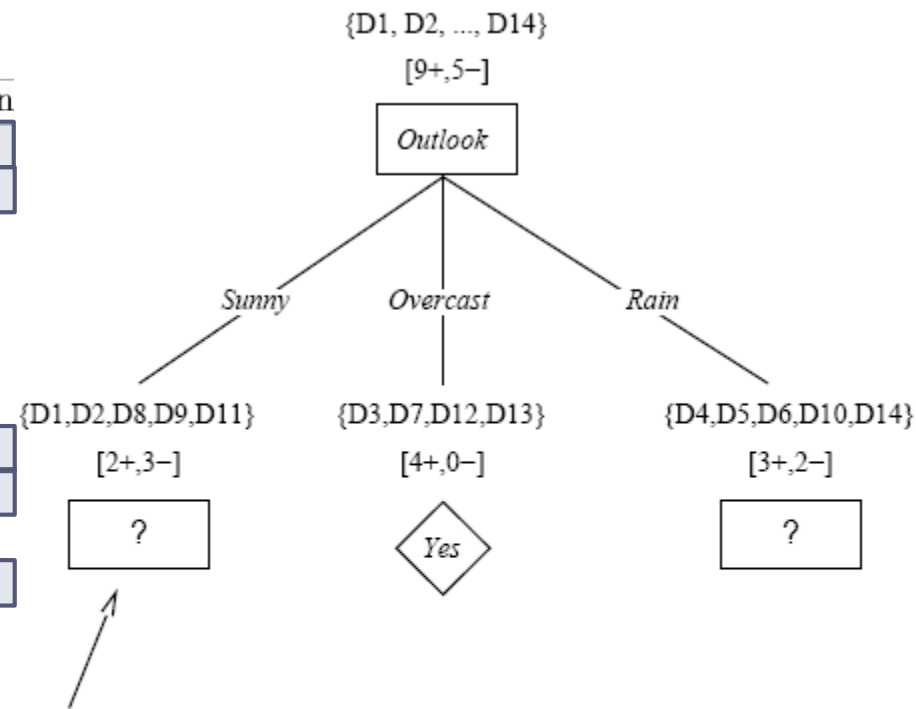 {D1, D2, ..., D14}
[9+,5−]
n
Outlook
Sunny Overcast Rain
{D1,D2,D8,D9,D11} {D3,D7,D12,D13} {D4,D5,D6,D10,D14}
[2+,3−] [4+,0−] [3+,2−]
? Yes ?